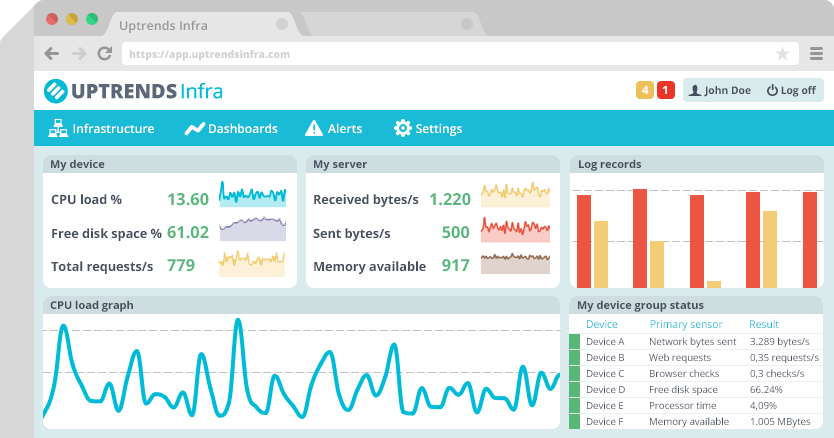 Uptrends Infra
https://app.uptrendsinfra.com
UPTRENDS Infra
4 1 John Doe Log off
Infrastructure Dashboards Alerts Settings
My device
CPU load % 13.60
Free disk space % 61.02
Total requests/s 779
My server
Received bytes/s 1.220
Sent bytes/s 500
Memory available 917
Log records
CPU load graph
My device group status
Device Primary sensor Result
Device A Network bytes sent 3.289 bytes/s
Device B Web requests 0,35 requests/s
Device C Browser checks 0,3 checks/s
Device D Free disk space 66.24%
Device E Processor time 4,09%
Device F Memory available 1.005 MBytes